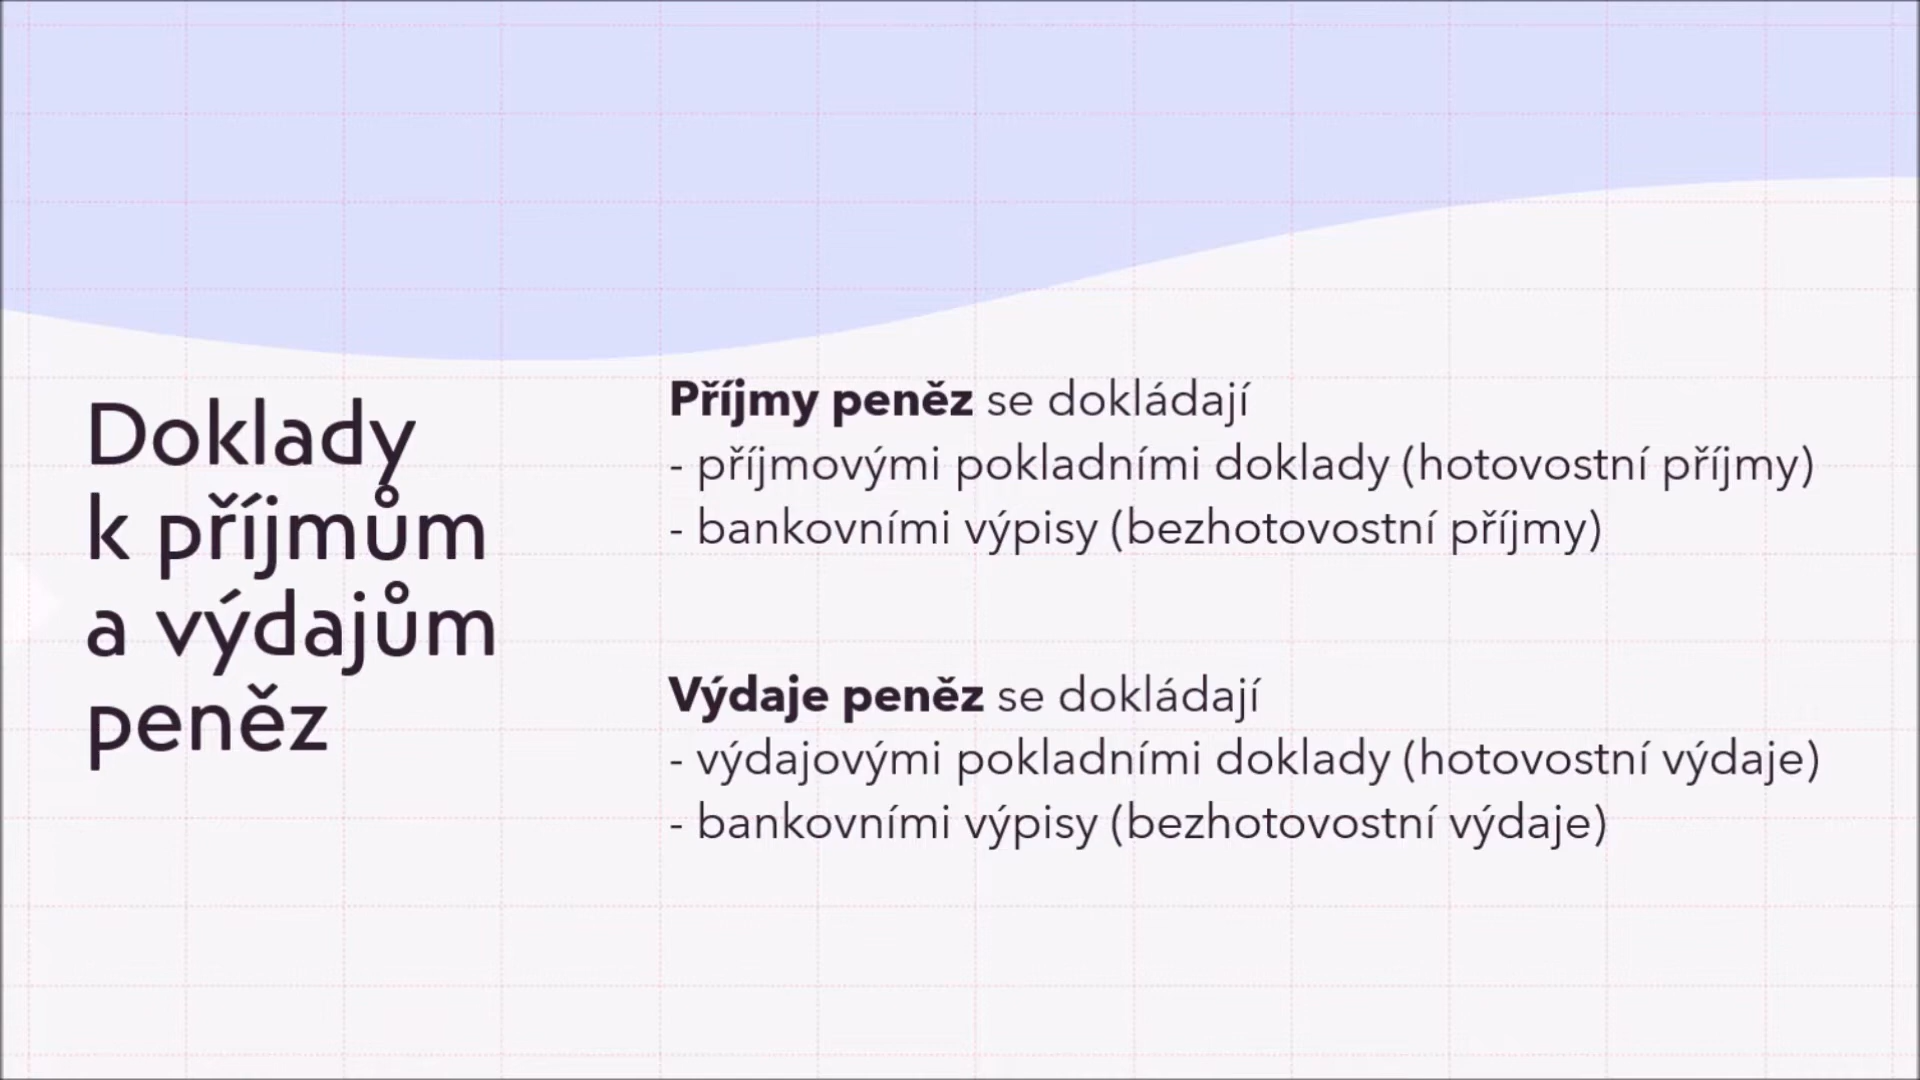 Doklady
k příjmům
a výdajům
peněz
Příjmy peněz se dokládají
- příjmovými pokladními doklady (hotovostní příjmy)
- bankovními výpisy (bezhotovostní příjmy)
Výdaje peněz se dokládají
- výdajovými pokladními doklady (hotovostní výdaje)
- bankovními výpisy (bezhotovostní výdaje)